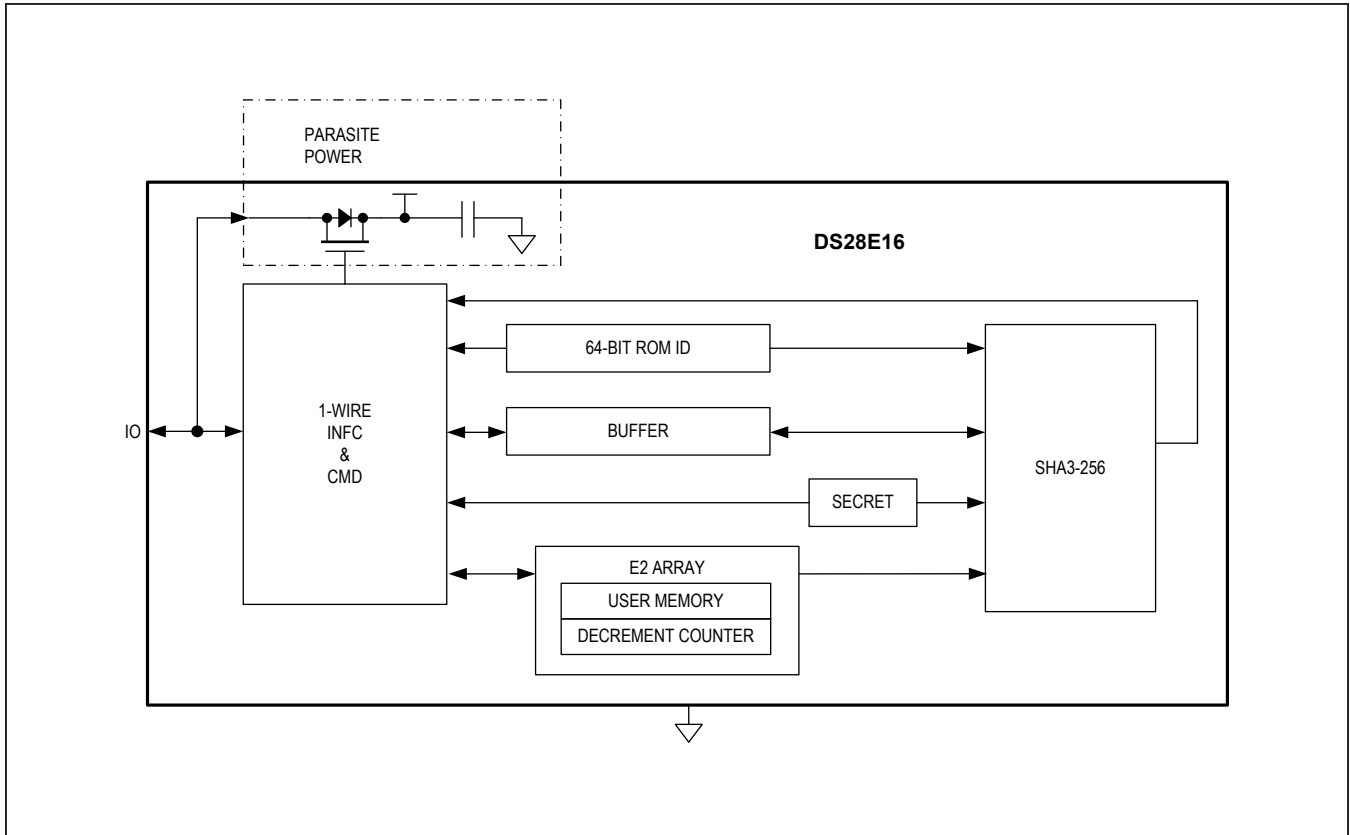 PARASITE
POWER
DS28E16
64-BIT ROM ID
1-WIRE
INFC
&
CMD
IO
BUFFER
SHA3-256
SECRET
E2 ARRAY
USER MEMORY
DECREMENT COUNTER